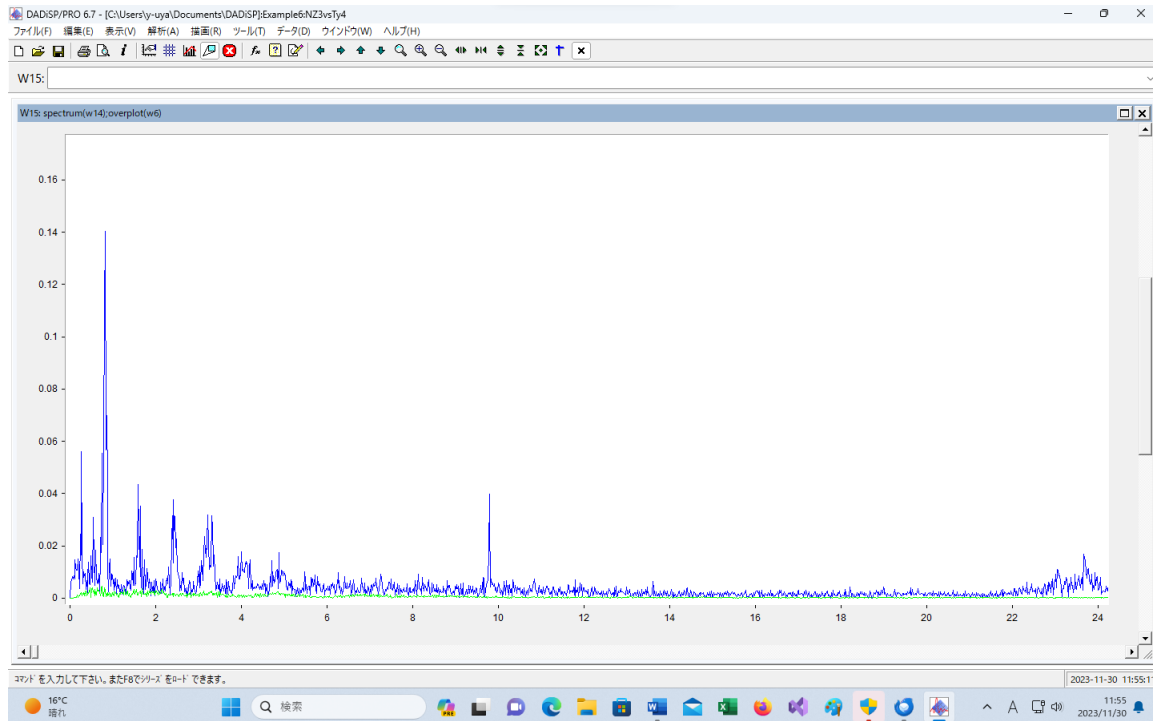 DADiSP/PRO 6.7 - [C:\Users\y-uya\Documents\DADiSP]:Example6:NZ3vsTy4
ファイル(F) 編集(E) 表示(V) 解析(A) 描画(R) ツール(T) データ(D) ウインドウ(W) ヘルプ(H)
W15:
W15: spectrum(w14);overplot(w6)
0.16
0.14
0.12
0.1
0.08
0.06
0.04
0.02
0
0 2 4 6 8 10 12 14 16 18 20 22 24
コマンド を入力して下さい。またF8でシリーズ をロード できます。
2023-11-30 11:55:1
16°C
晴れ
検索
A
11:55
2023/11/30